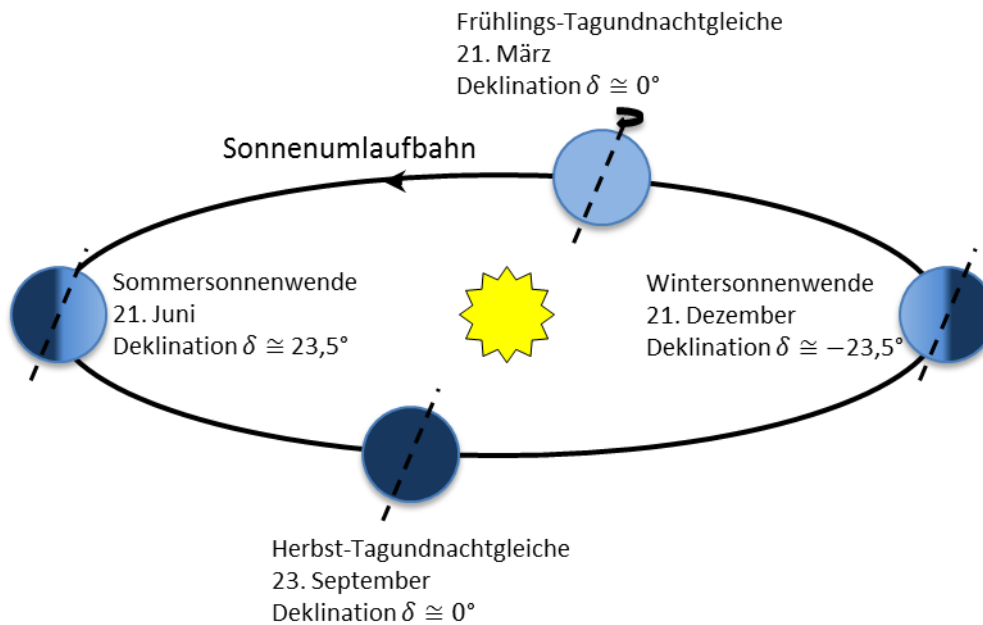 Frühlings-Tagundnachtgleiche
21. März
Deklination δ ≅ 0°
Sonnenumlaufbahn
Sommersonnenwende
21. Juni
Deklination δ ≅ 23,5°
Wintersonnenwende
21. Dezember
Deklination δ ≅ −23,5°
Herbst-Tagundnachtgleiche
23. September
Deklination δ ≅ 0°